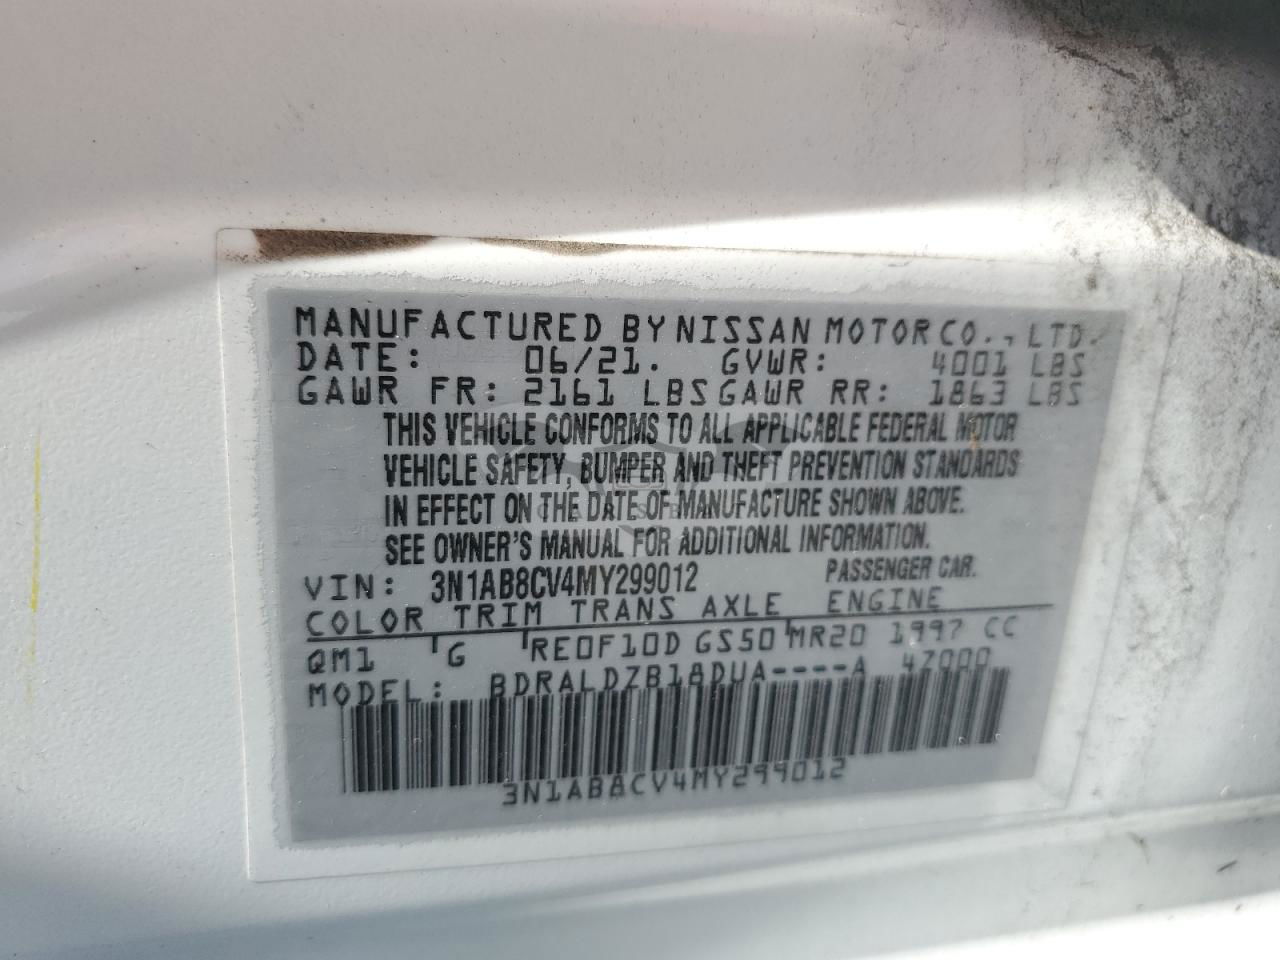 MANUFACTURED BY NISSAN MOTOR CO., LTD.
DATE: 06/21. GVWR: 4001 LBS
GAWR FR: 2161 LBS GAWR RR: 1863 LBS
THIS VEHICLE CONFORMS TO ALL APPLICABLE FEDERAL MOTOR
VEHICLE SAFETY, BUMPER AND THEFT PREVENTION STANDARDS
IN EFFECT ON THE DATE OF MANUFACTURE SHOWN ABOVE.
SEE OWNER'S MANUAL FOR ADDITIONAL INFORMATION.
VIN: 3N1AB8CV4MY299012 PASSENGER CAR.
COLOR TRIM TRANS AXLE ENGINE
QM1 G RE0F10D GS50 MR20 1997 CC
MODEL: BDRALDZB18DUA----A 47000
3N1AB8CV4MY299012